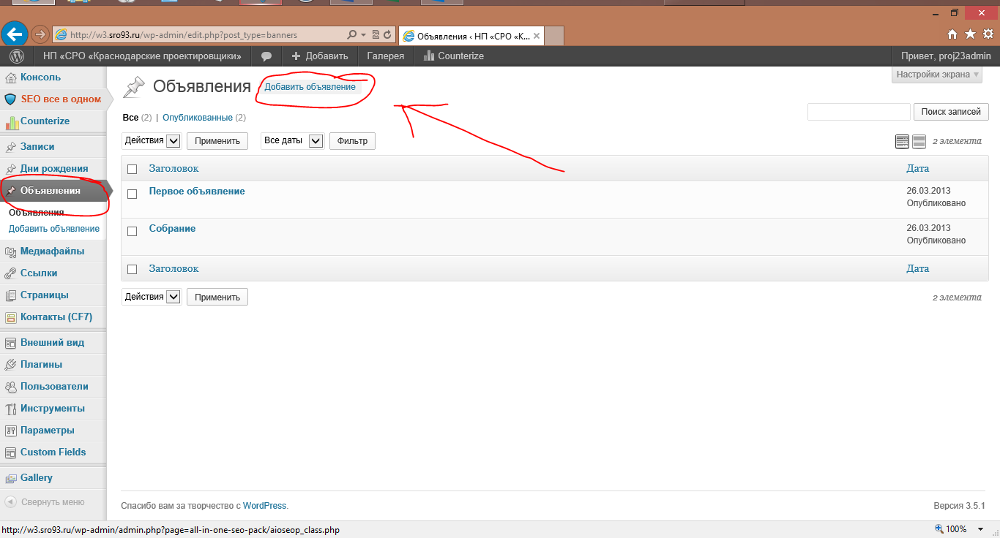 http://w3.sro93.ru/wp-admin/edit.php?post_type=banners
Объявления ‹ НП «СРО «К...
НП «СРО «Краснодарские проектировщики» Добавить Галерея Counterize Привет, proj23admin
Консоль
SEO все в одном
Counterize
Записи
Дни рождения
Объявления
Объявления
Добавить объявление
Медиафайлы
Ссылки
Страницы
Контакты (CF7)
Внешний вид
Плагины
Пользователи
Инструменты
Параметры
Custom Fields
Gallery
Свернуть меню
Настройки экрана
Объявления Добавить объявление
Все (2) | Опубликованные (2)
Поиск записей
Действия Применить Все даты Фильтр 2 элемента
Заголовок Дата
Первое объявление 26.03.2013
Опубликовано
Собрание 26.03.2013
Опубликовано
Заголовок Дата
Действия Применить 2 элемента
Спасибо вам за творчество с WordPress. Версия 3.5.1
http://w3.sro93.ru/wp-admin/admin.php?page=all-in-one-seo-pack/aioseop_class.php 100%